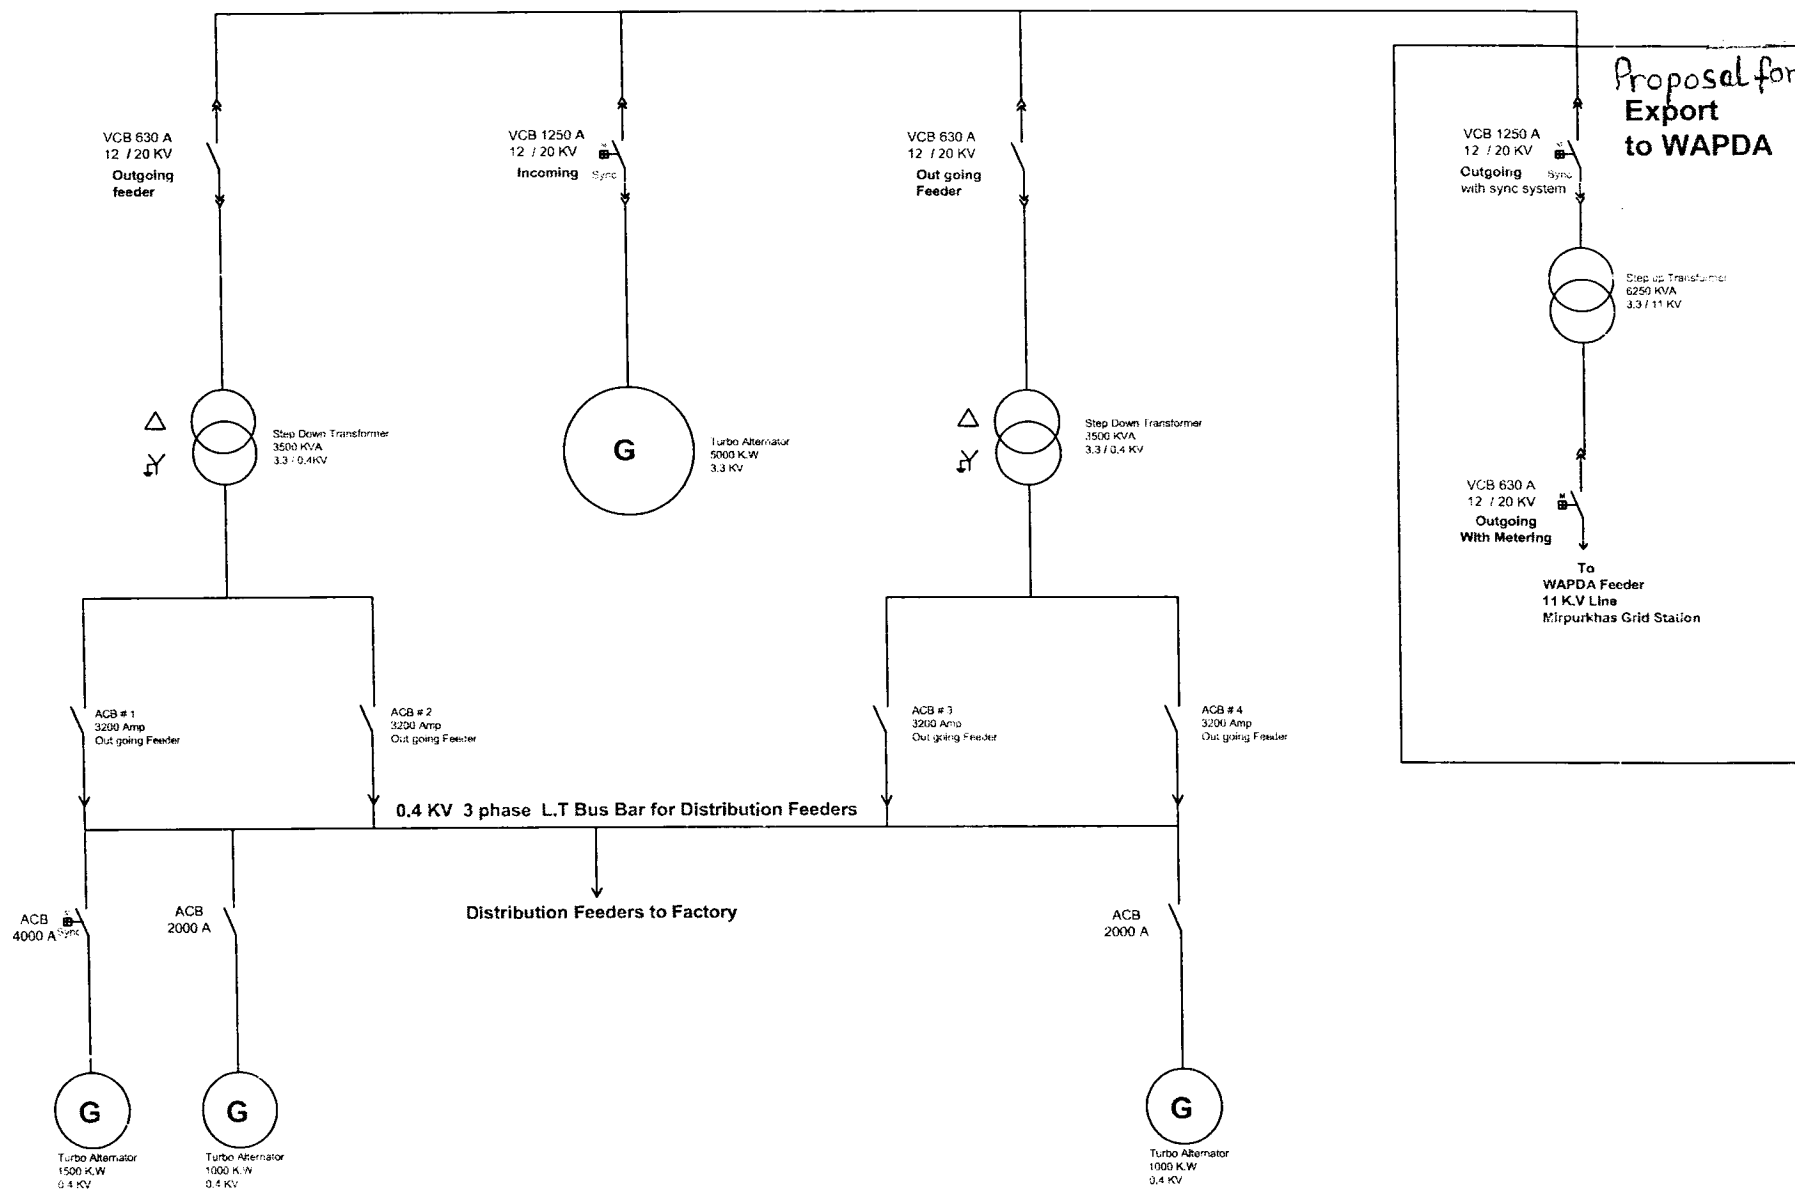 Proposal for
Export
to WAPDA
VCB 630 A
12 / 20 KV
Outgoing
feeder
VCB 1250 A
12 / 20 KV
Incoming
Sync
VCB 630 A
12 / 20 KV
Out going
Feeder
VCB 1250 A
12 / 20 KV
Outgoing
Sync
with sync system
Step up Transformer
6250 KVA
3.3 / 11 KV
Step Down Transformer
3500 KVA
3.3 / 0.4KV
G
Turbo Alternator
5000 K.W
3.3 KV
Step Down Transformer
3500 KVA
3.3 / 0.4 KV
VCB 630 A
12 / 20 KV
M
Outgoing
With Metering
To
WAPDA Feeder
11 K.V Line
Mirpurkhas Grid Station
ACB # 1
3200 Amp
Out going Feeder
ACB # 2
3200 Amp
Out going Feeder
ACB # 3
3200 Amp
Out going Feeder
ACB # 4
3200 Amp
Out going Feeder
0.4 KV 3 phase L.T Bus Bar for Distribution Feeders
ACB
4000 A
Sync
ACB
2000 A
Distribution Feeders to Factory
ACB
2000 A
G
Turbo Alternator
1500 K.W
0.4 KV
G
Turbo Alternator
1000 K.W
0.4 KV
G
Turbo Alternator
1000 K.W
0.4 KV